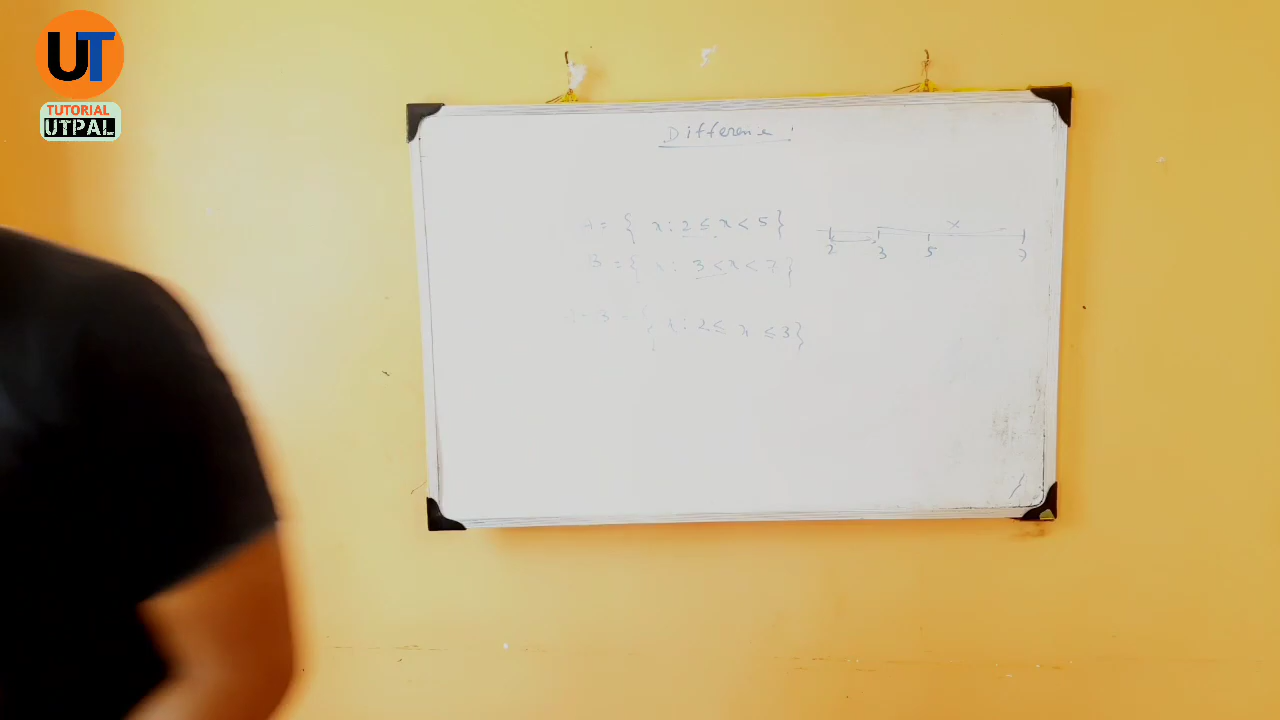 UT
TUTORIAL
UTPAL
Difference :
A = { x : 2 ≤ x < 5 }
B = { x : 3 < x < 7 }
A - B = { x : 2 ≤ x ≤ 3 }
x
2 3 5 7